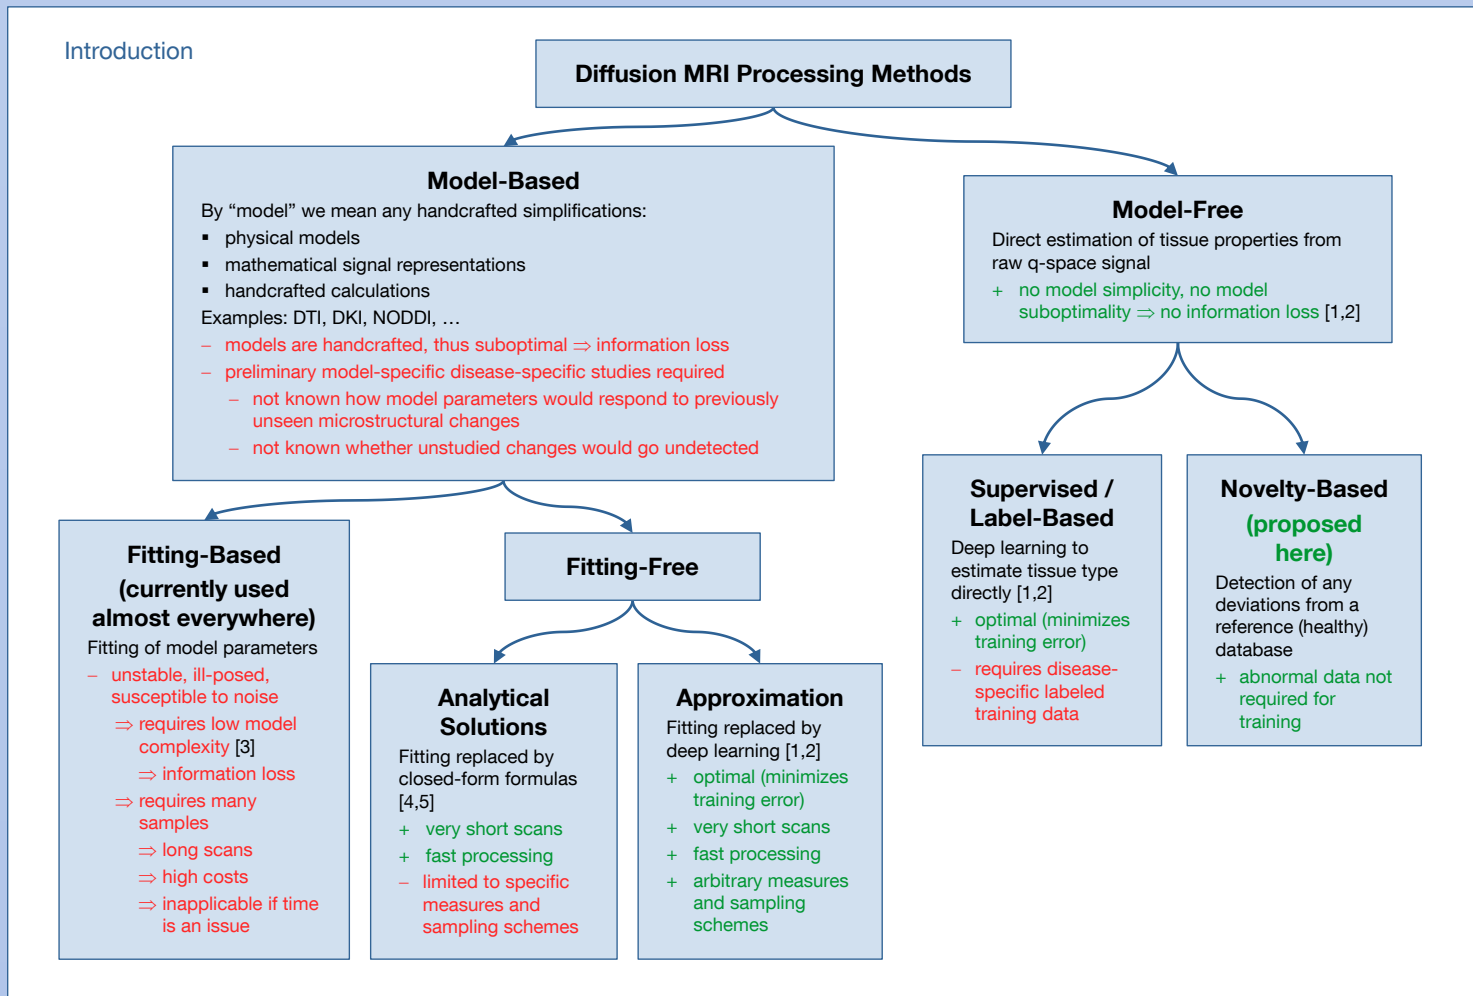 Introduction
Diffusion MRI Processing Methods
Model-Based
By “model” we mean any handcrafted simplifications:
▪ physical models
▪ mathematical signal representations
▪ handcrafted calculations
Examples: DTI, DKI, NODDI, …
− models are handcrafted, thus suboptimal ⇒ information loss
− preliminary model-specific disease-specific studies required
− not known how model parameters would respond to previously
unseen microstructural changes
− not known whether unstudied changes would go undetected
Model-Free
Direct estimation of tissue properties from
raw q-space signal
+ no model simplicity, no model
suboptimality ⇒ no information loss [1,2]
Fitting-Based
(currently used
almost everywhere)
Fitting of model parameters
− unstable, ill-posed,
susceptible to noise
⇒ requires low model
complexity [3]
⇒ information loss
⇒ requires many
samples
⇒ long scans
⇒ high costs
⇒ inapplicable if time
is an issue
Fitting-Free
Analytical
Solutions
Fitting replaced by
closed-form formulas
[4,5]
+ very short scans
+ fast processing
− limited to specific
measures and
sampling schemes
Approximation
Fitting replaced by
deep learning [1,2]
+ optimal (minimizes
training error)
+ very short scans
+ fast processing
+ arbitrary measures
and sampling
schemes
Supervised /
Label-Based
Deep learning to
estimate tissue type
directly [1,2]
+ optimal (minimizes
training error)
− requires disease-
specific labeled
training data
Novelty-Based
(proposed
here)
Detection of any
deviations from a
reference (healthy)
database
+ abnormal data not
required for
training